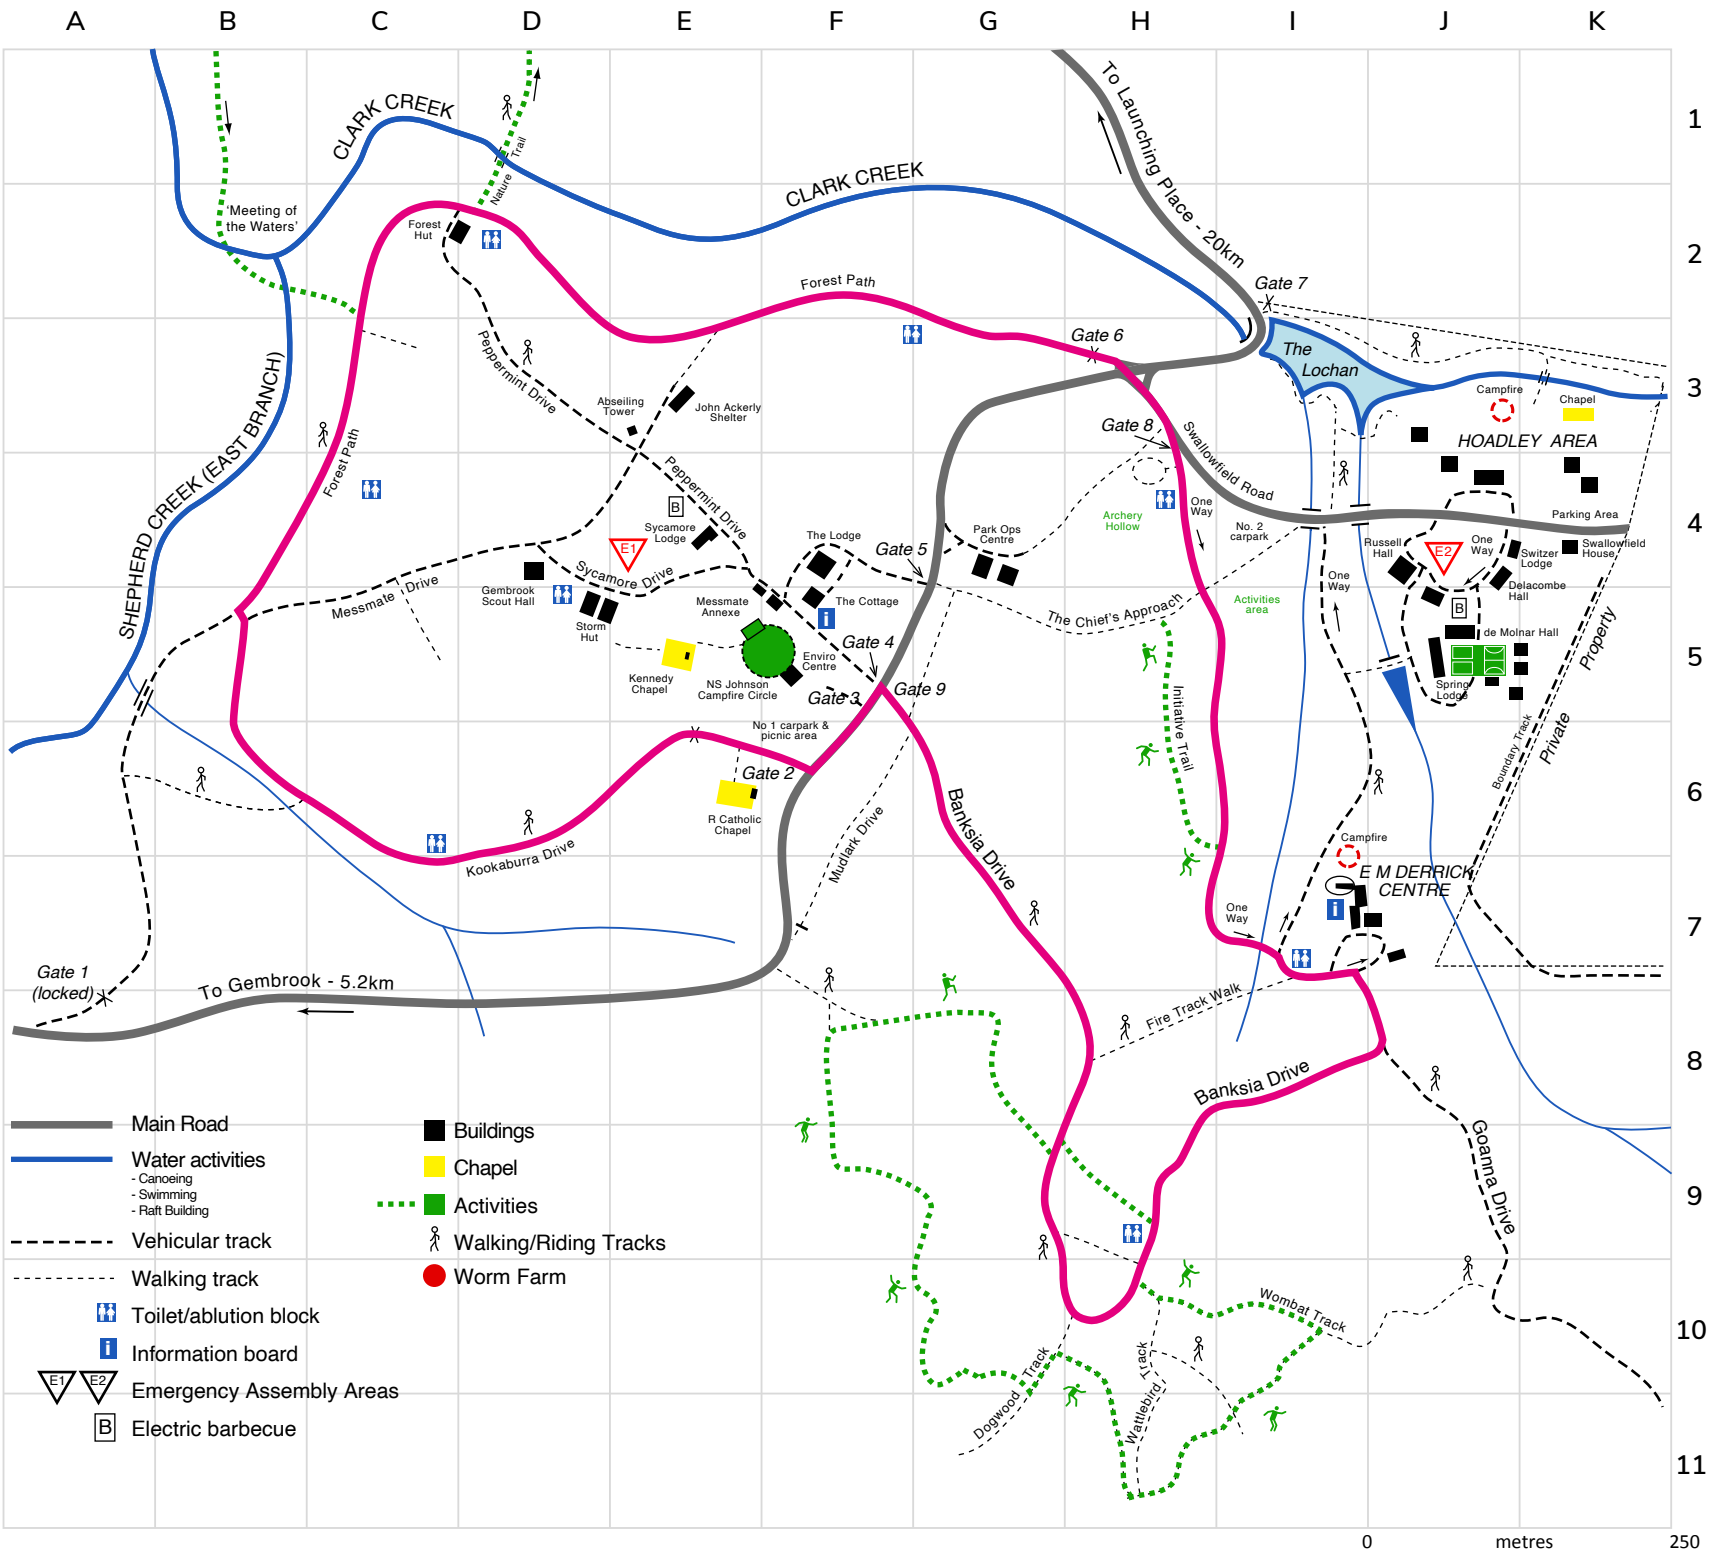 A B C D E F G H I J K
1
2
3
4
5
6
7
8
9
10
11
CLARK CREEK
Nature
Trail
CLARK CREEK
To Launching Place - 20km
'Meeting of
the Waters'
Forest
Hut
Forest Path
Gate 7
Gate 6
The
Lochan
Peppermint Drive
Abseiling
Tower
John Ackerly
Shelter
Campfire
Chapel
HOADLEY AREA
Gate 8
Swallowfield Road
SHEPHERD CREEK (EAST BRANCH)
Forest Path
Peppermint Drive
B
Sycamore
Lodge
E1
Archery
Hollow
One
Way
No. 2
carpark
Parking Area
The Lodge
Gate 5
Park Ops
Centre
Russell
Hall
E2
One
Way
Switzer
Lodge
Swallowfield
House
Delacombe
Hall
Sycamore Drive
Messmate Drive
Gembrook
Scout Hall
Storm
Hut
Messmate
Annexe
The Cottage
i
The Chief's Approach
Activities
area
One
Way
B
de Molnar Hall
Gate 4
Enviro
Centre
Kennedy
Chapel
NS Johnson
Campfire Circle
Gate 3
Gate 9
Initiative Trail
Spring
Lodge
Property
Private
Boundary Track
No 1 carpark &
picnic area
Gate 2
R Catholic
Chapel
Kookaburra Drive
Mudlark Drive
Banksia Drive
Campfire
E M DERRICK
CENTRE
i
One
Way
Gate 1
(locked)
To Gembrook - 5.2km
Fire Track Walk
Banksia Drive
Goanna Drive
Wombat Track
Dogwood Track
Wattlebird Track
Main Road
Water activities
- Canoeing
- Swimming
- Raft Building
Vehicular track
Walking track
Toilet/ablution block
i Information board
E1 E2 Emergency Assembly Areas
B Electric barbecue
Buildings
Chapel
Activities
Walking/Riding Tracks
Worm Farm
0 metres 250